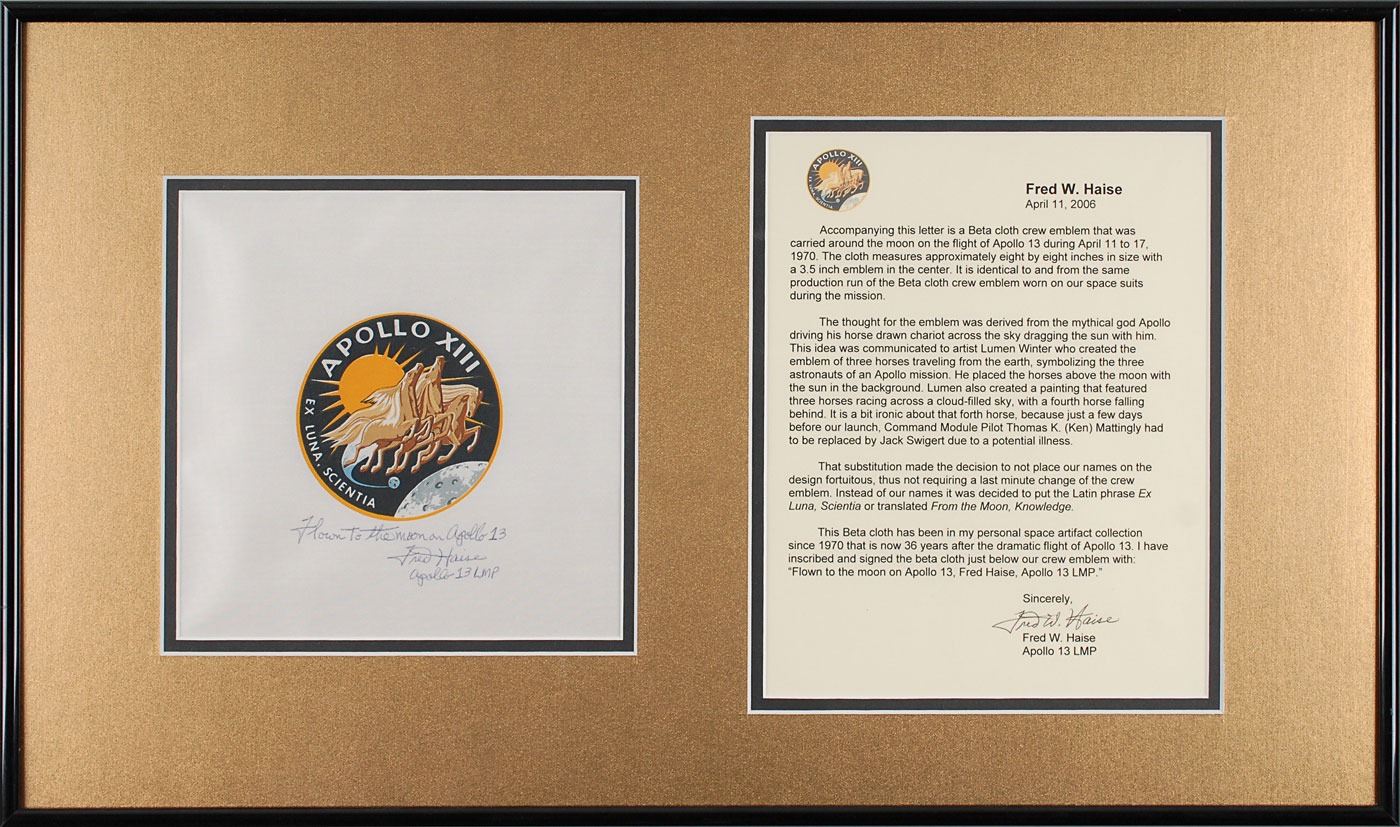 APOLLO XIII
EX LUNA, SCIENTIA
Flown to the moon on Apollo 13
Fred Haise
Apollo 13 LMP
APOLLO XIII
EX LUNA, SCIENTIA
Fred W. Haise
April 11, 2006
Accompanying this letter is a Beta cloth crew emblem that was
carried around the moon on the flight of Apollo 13 during April 11 to 17,
1970. The cloth measures approximately eight by eight inches in size with
a 3.5 inch emblem in the center. It is identical to and from the same
production run of the Beta cloth crew emblem worn on our space suits
during the mission.
The thought for the emblem was derived from the mythical god Apollo
driving his horse drawn chariot across the sky dragging the sun with him.
This idea was communicated to artist Lumen Winter who created the
emblem of three horses traveling from the earth, symbolizing the three
astronauts of an Apollo mission. He placed the horses above the moon with
the sun in the background. Lumen also created a painting that featured
three horses racing across a cloud-filled sky, with a fourth horse falling
behind. It is a bit ironic about that forth horse, because just a few days
before our launch, Command Module Pilot Thomas K. (Ken) Mattingly had
to be replaced by Jack Swigert due to a potential illness.
That substitution made the decision to not place our names on the
design fortuitous, thus not requiring a last minute change of the crew
emblem. Instead of our names it was decided to put the Latin phrase Ex
Luna, Scientia or translated From the Moon, Knowledge.
This Beta cloth has been in my personal space artifact collection
since 1970 that is now 36 years after the dramatic flight of Apollo 13. I have
inscribed and signed the beta cloth just below our crew emblem with:
“Flown to the moon on Apollo 13, Fred Haise, Apollo 13 LMP.”
Sincerely,
Fred W. Haise
Fred W. Haise
Apollo 13 LMP